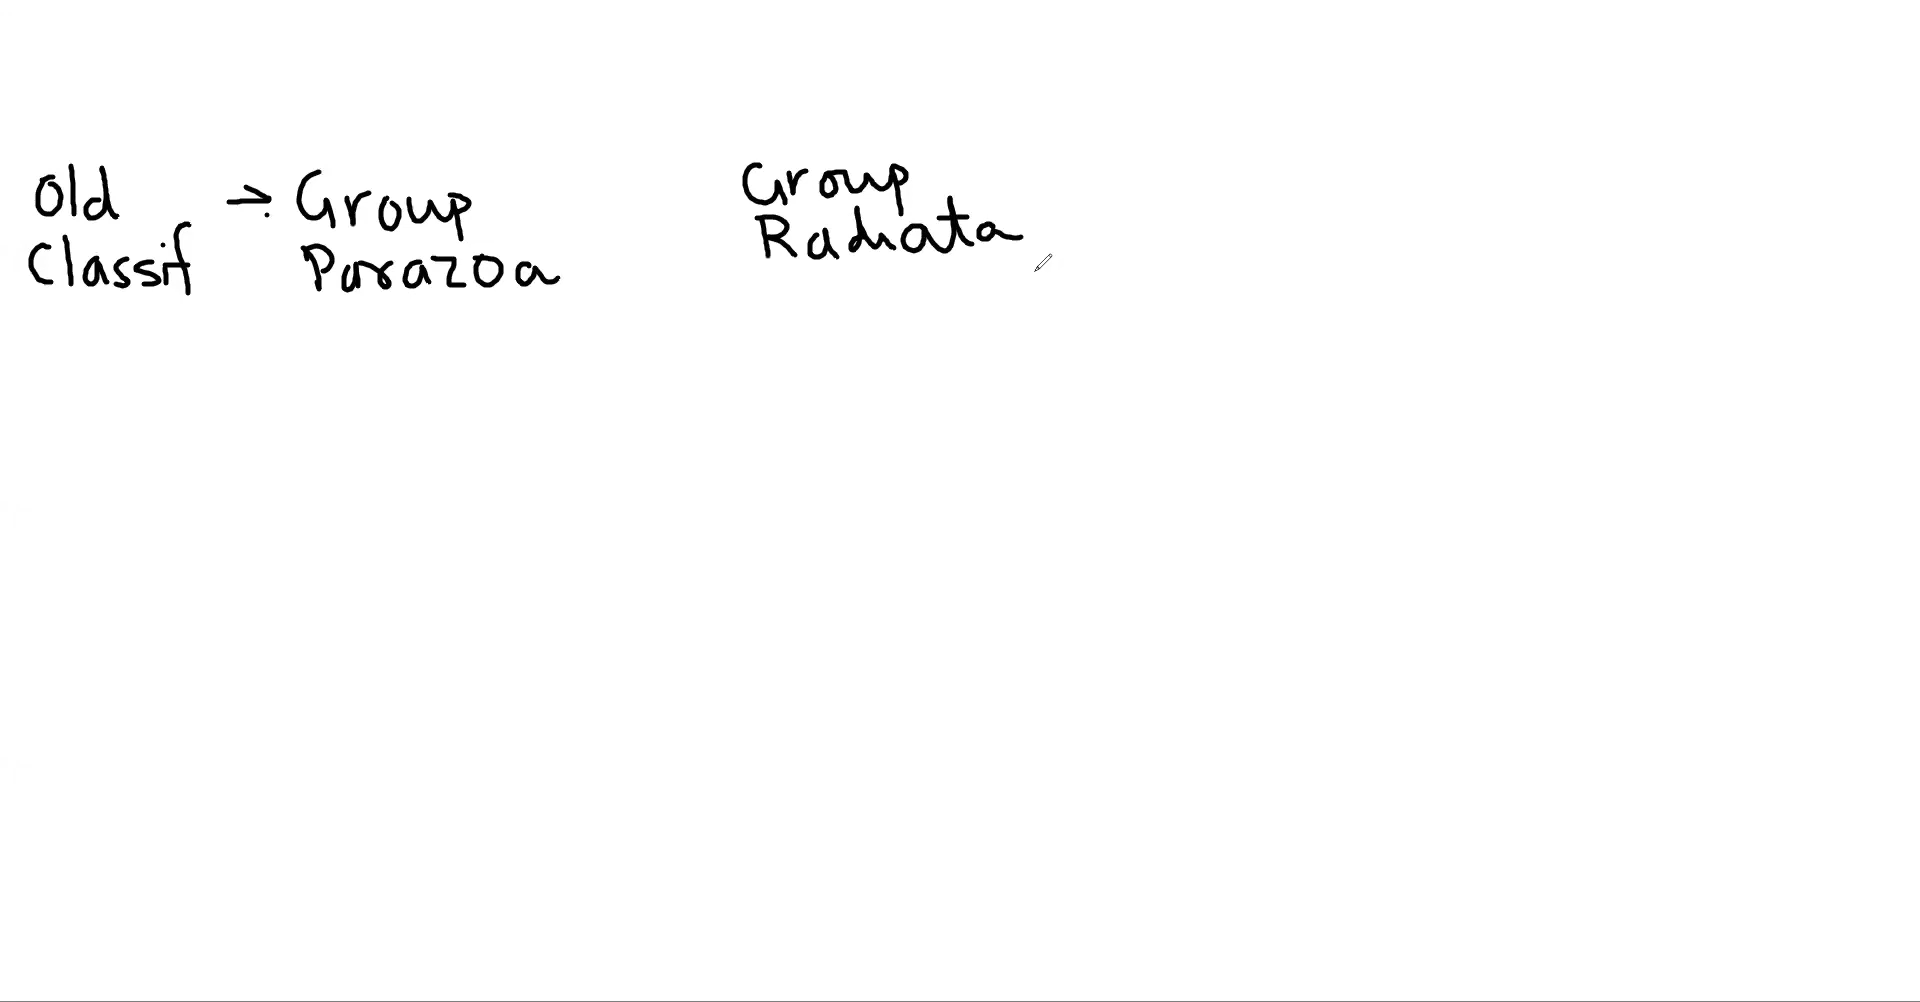 Old → Group
Classif Parazoa
Group
Radiata